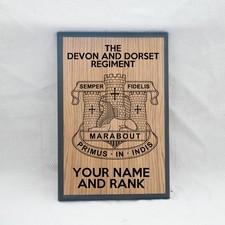 THE
DEVON AND DORSET
REGIMENT
SEMPER FIDELIS
MARABOUT
PRIMUS · IN · INDIS
YOUR NAME
AND RANK